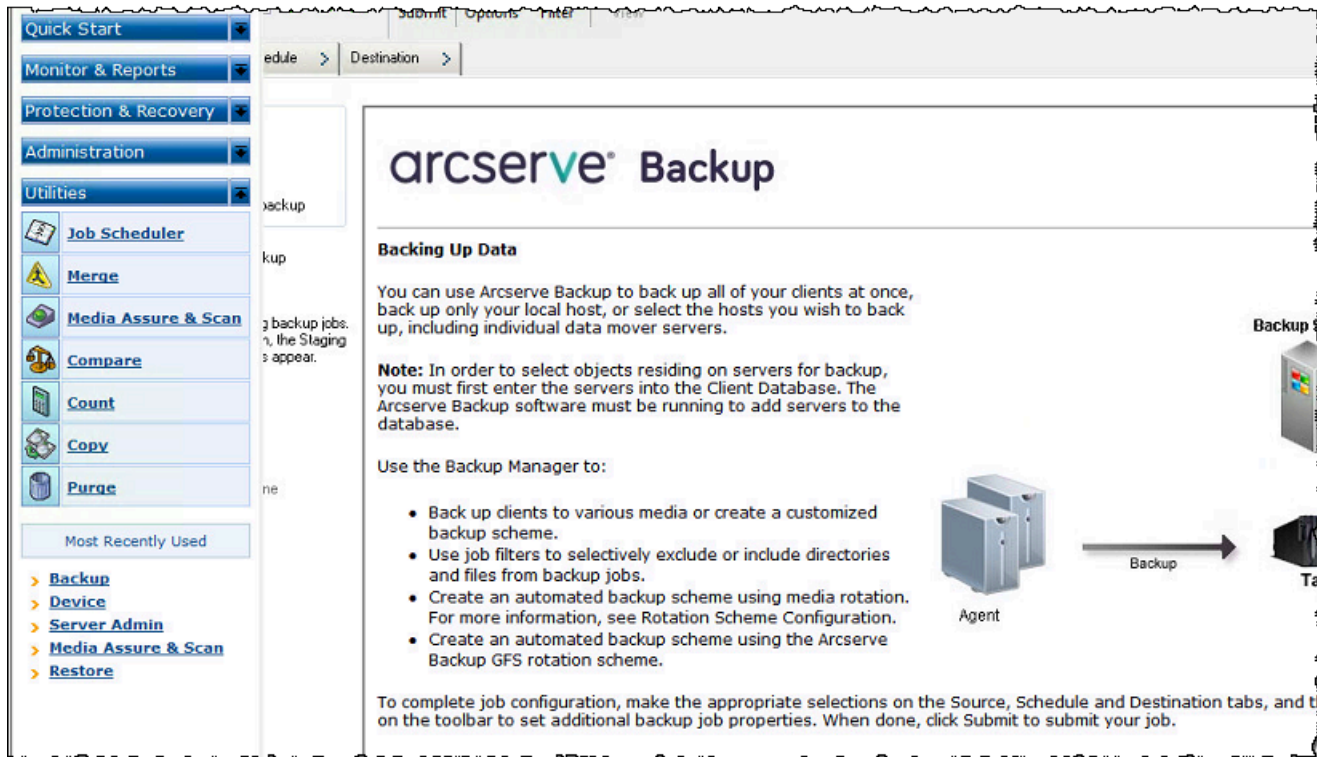 Submit Options Filter View
Quick Start
Monitor & Reports
Protection & Recovery
Administration
Utilities
Job Scheduler
Merge
Media Assure & Scan
Compare
Count
Copy
Purge
Most Recently Used
Backup
Device
Server Admin
Media Assure & Scan
Restore
edule > Destination >
backup
kup
g backup jobs.
n, the Staging
s appear.
ne
arcserve® Backup
Backing Up Data
You can use Arcserve Backup to back up all of your clients at once,
back up only your local host, or select the hosts you wish to back
up, including individual data mover servers.
Note: In order to select objects residing on servers for backup,
you must first enter the servers into the Client Database. The
Arcserve Backup software must be running to add servers to the
database.
Use the Backup Manager to:
• Back up clients to various media or create a customized
backup scheme.
• Use job filters to selectively exclude or include directories
and files from backup jobs.
• Create an automated backup scheme using media rotation.
For more information, see Rotation Scheme Configuration.
• Create an automated backup scheme using the Arcserve
Backup GFS rotation scheme.
Backup S
Backup
Agent
Ta
To complete job configuration, make the appropriate selections on the Source, Schedule and Destination tabs, and t
on the toolbar to set additional backup job properties. When done, click Submit to submit your job.